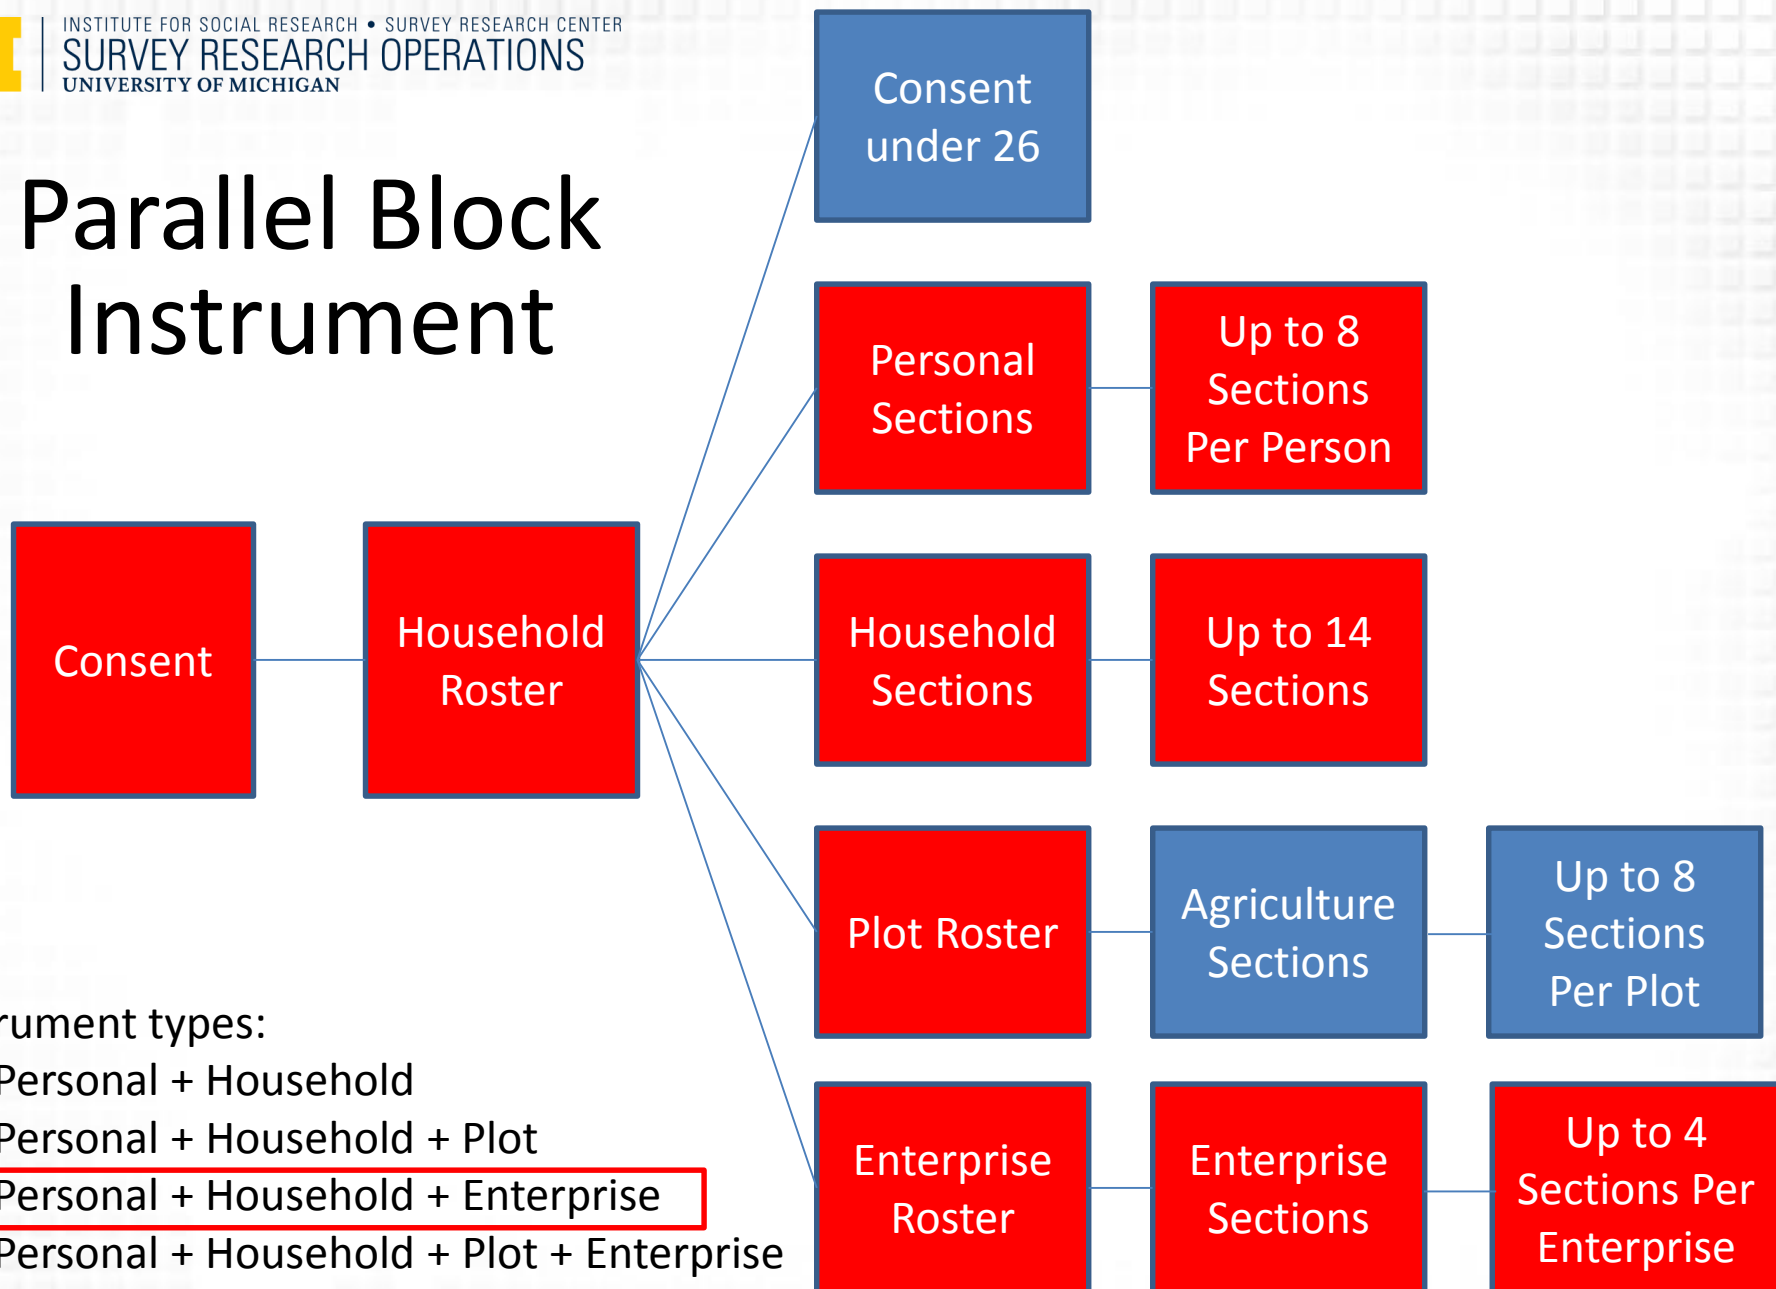 INSTITUTE FOR SOCIAL RESEARCH • SURVEY RESEARCH CENTER
SURVEY RESEARCH OPERATIONS
UNIVERSITY OF MICHIGAN
Parallel Block
Instrument
Consent
under 26
Personal
Sections
Up to 8
Sections
Per Person
Consent
Household
Roster
Household
Sections
Up to 14
Sections
Plot Roster
Agriculture
Sections
Up to 8
Sections
Per Plot
Enterprise
Roster
Enterprise
Sections
Up to 4
Sections Per
Enterprise
rument types:
Personal + Household
Personal + Household + Plot
Personal + Household + Enterprise
Personal + Household + Plot + Enterprise